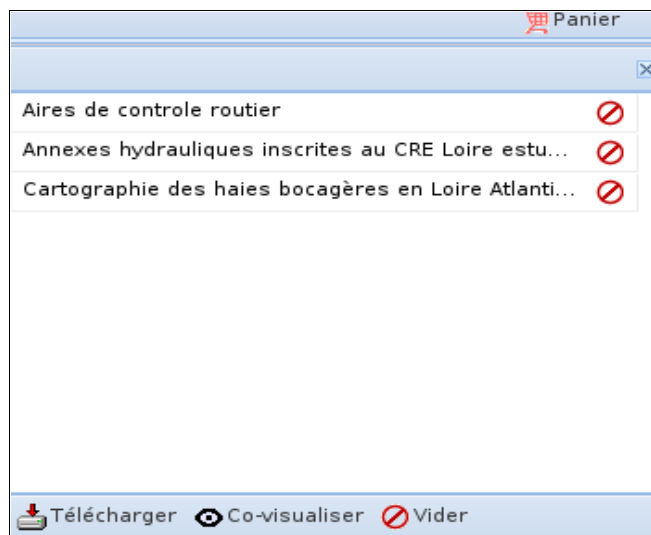 Panier
Aires de controle routier
Annexes hydrauliques inscrites au CRE Loire estu...
Cartographie des haies bocagères en Loire Atlanti...
Télécharger Co-visualiser Vider